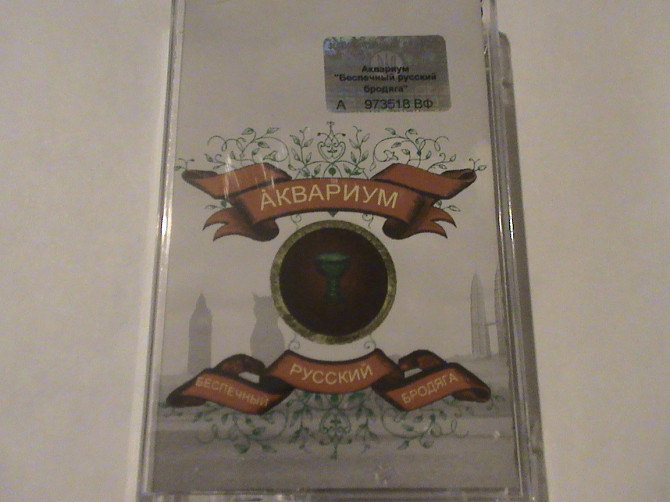 Аквариум
"Беспечный русский
бродяга"
А 973518 ВФ
АКВАРИУМ
БЕСПЕЧНЫЙ РУССКИЙ БРОДЯГА